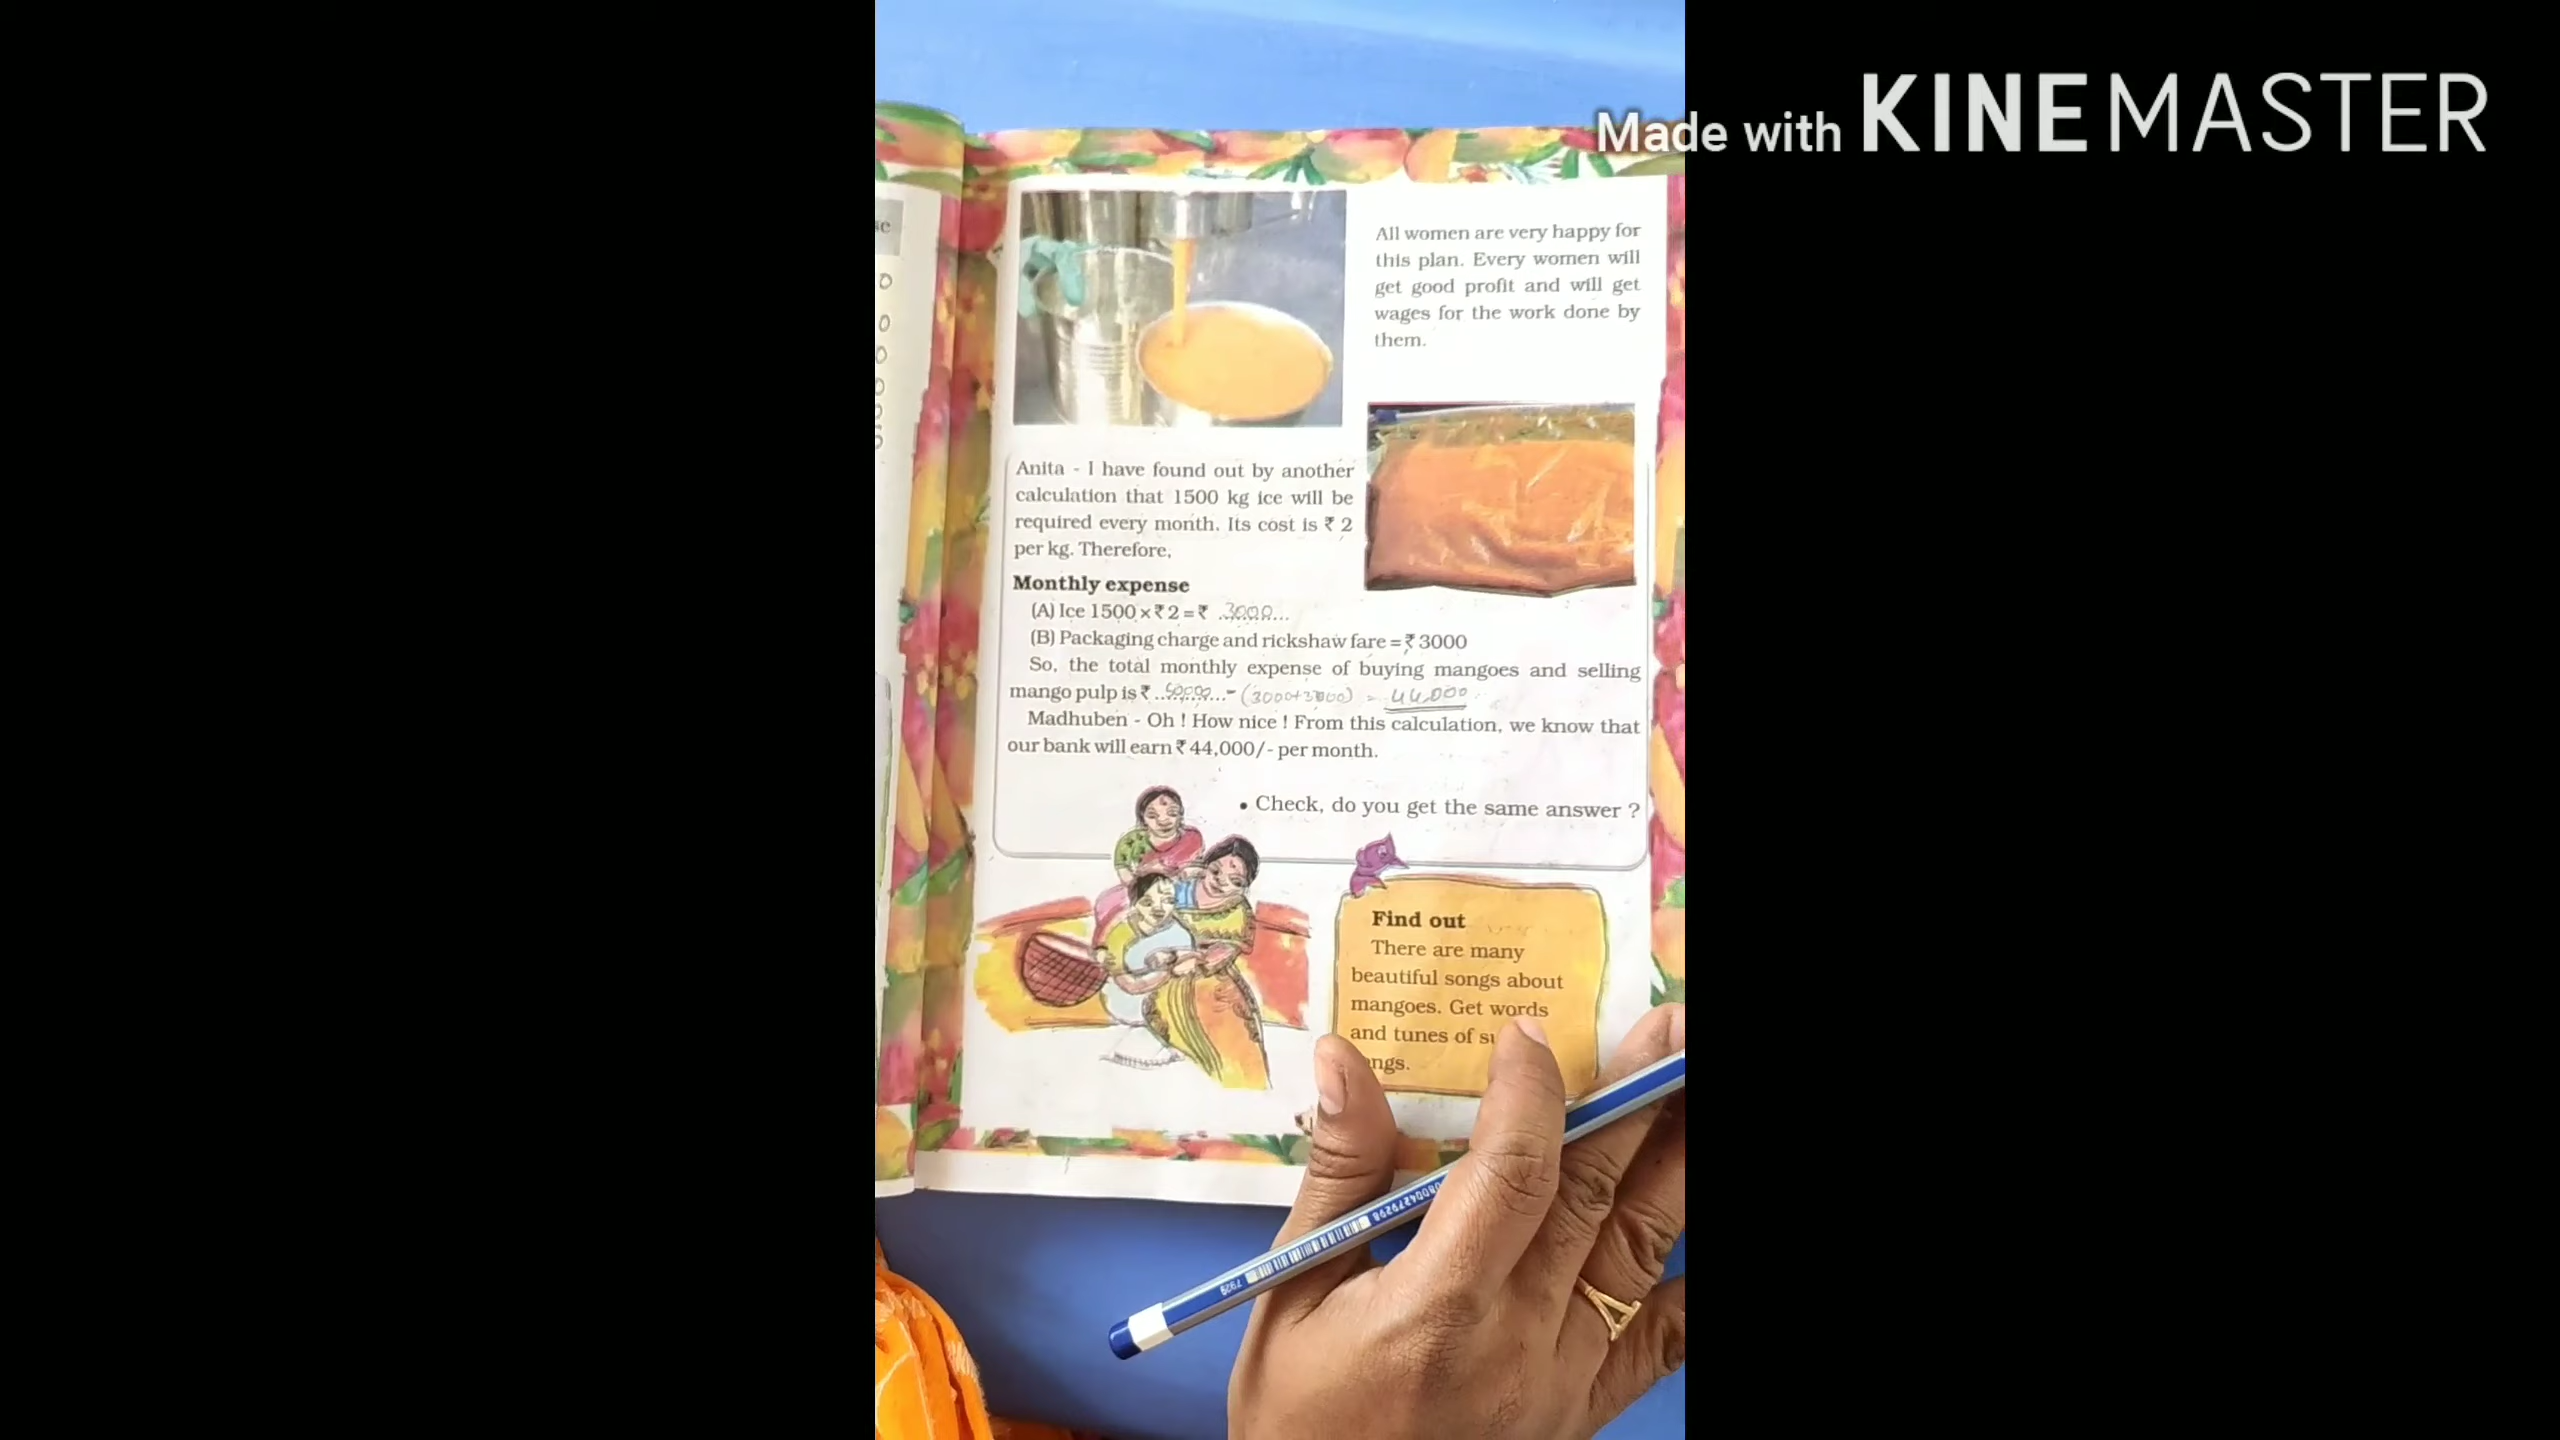 Made with KINEMASTER
All women are very happy for
this plan. Every women will
get good profit and will get
wages for the work done by
them.
Anita - I have found out by another
calculation that 1500 kg ice will be
required every month. Its cost is ₹ 2
per kg. Therefore,
Monthly expense
(A) Ice 1500 × ₹ 2 = ₹ 3000
(B) Packaging charge and rickshaw fare = ₹ 3000
So, the total monthly expense of buying mangoes and selling
mango pulp is ₹ 50000 - (3000+3000) = 44,000
Madhuben - Oh ! How nice ! From this calculation, we know that
our bank will earn ₹ 44,000/- per month.
• Check, do you get the same answer ?
Find out
There are many
beautiful songs about
mangoes. Get words
and tunes of